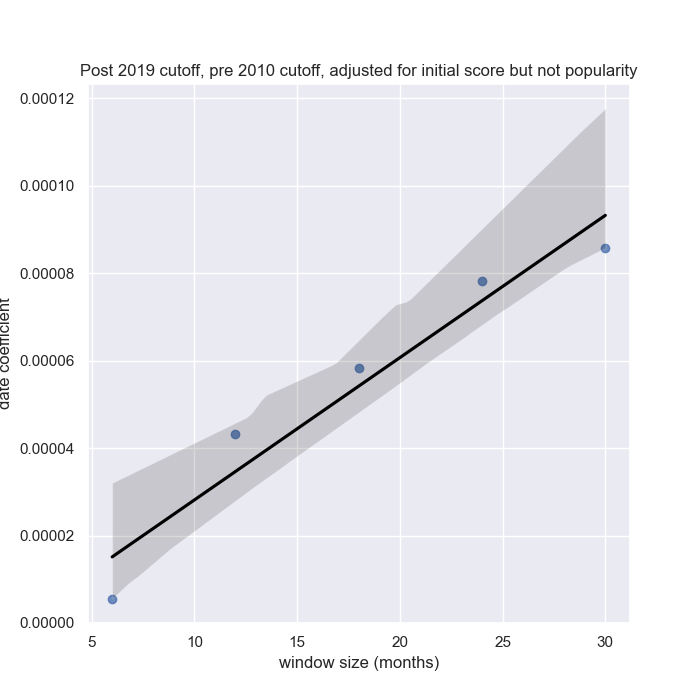 Post 2019 cutoff, pre 2010 cutoff, adjusted for initial score but not popularity
0.00012
0.00010
0.00008
0.00006
0.00004
0.00002
0.00000
date coefficient
5 10 15 20 25 30
window size (months)